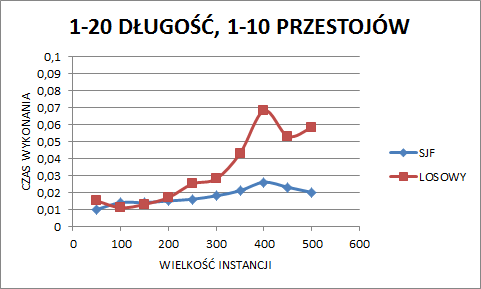 1-20 DŁUGOŚĆ, 1-10 PRZESTOJÓW
CZAS WYKONANIA
0,1
0,09
0,08
0,07
0,06
0,05
0,04
0,03
0,02
0,01
0
0 100 200 300 400 500 600
WIELKOŚĆ INSTANCJI
SJF
LOSOWY